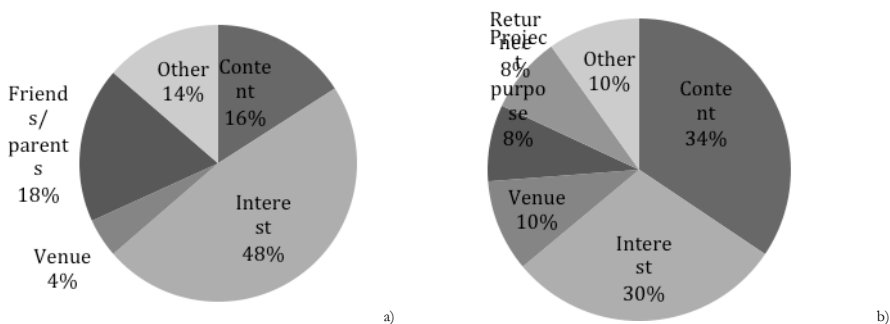 Other
14%
Conte
nt
16%
Friend
s/
parent
s
18%
Intere
st
48%
Venue
4%
a)
Retur
nee
8%
Projec
t
purpo
se
8%
Other
10%
Conte
nt
34%
Venue
10%
Intere
st
30%
b)